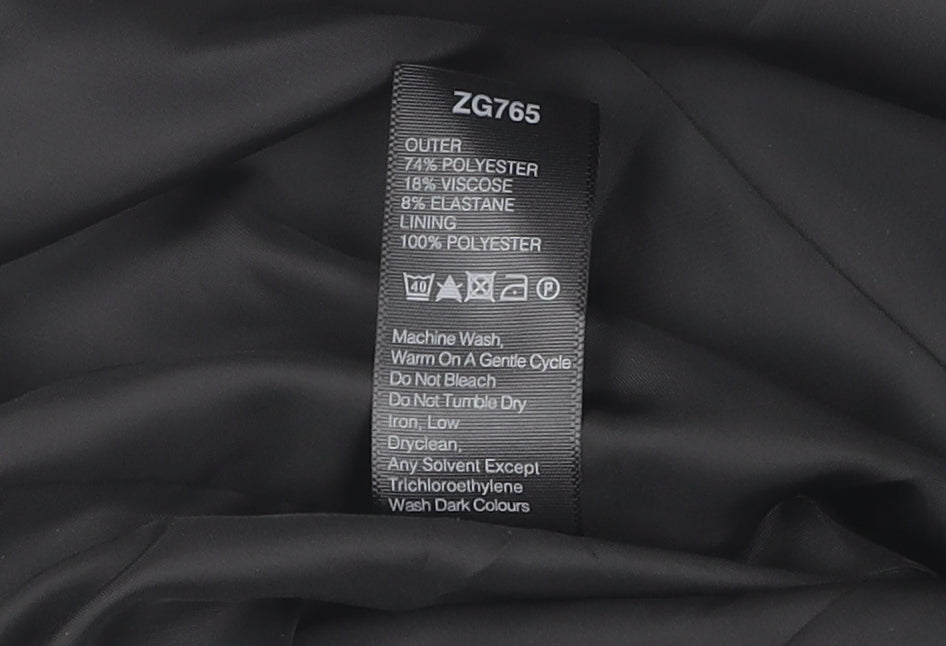 ZG765
OUTER
74% POLYESTER
18% VISCOSE
8% ELASTANE
LINING
100% POLYESTER
40 P
Machine Wash,
Warm On A Gentle Cycle
Do Not Bleach
Do Not Tumble Dry
Iron, Low
Dryclean,
Any Solvent Except
Trichloroethylene
Wash Dark Colours